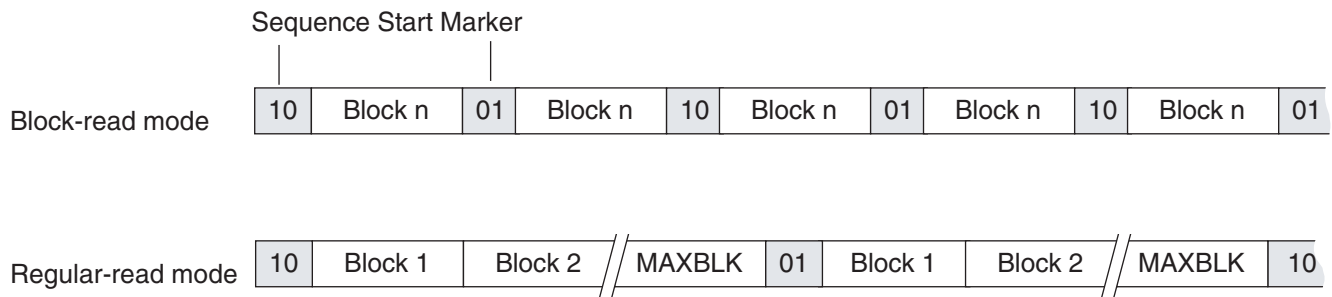 Sequence Start Marker
Block-read mode 10 Block n 01 Block n 10 Block n 01 Block n 10 Block n 01
Regular-read mode 10 Block 1 Block 2 MAXBLK 01 Block 1 Block 2 MAXBLK 10